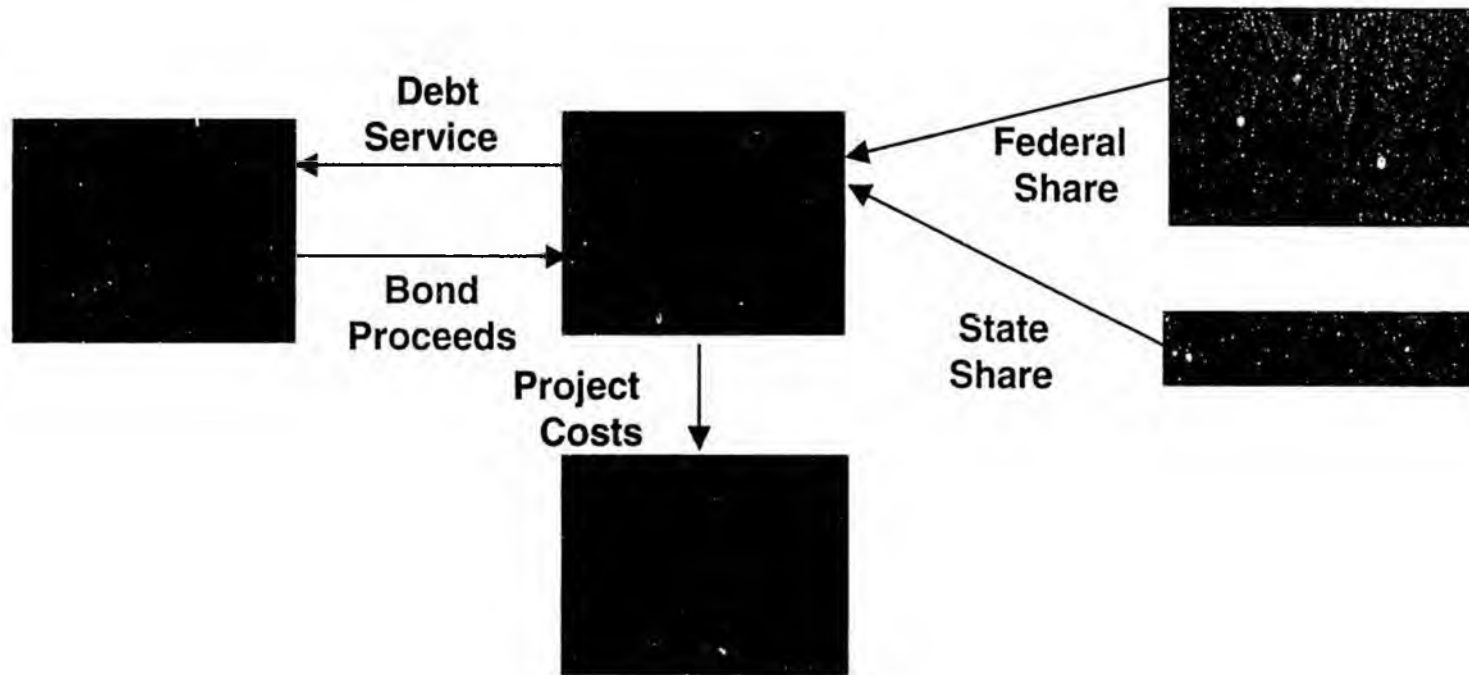 Debt
Service
Bond
Proceeds
Project
Costs
Federal
Share
State
Share